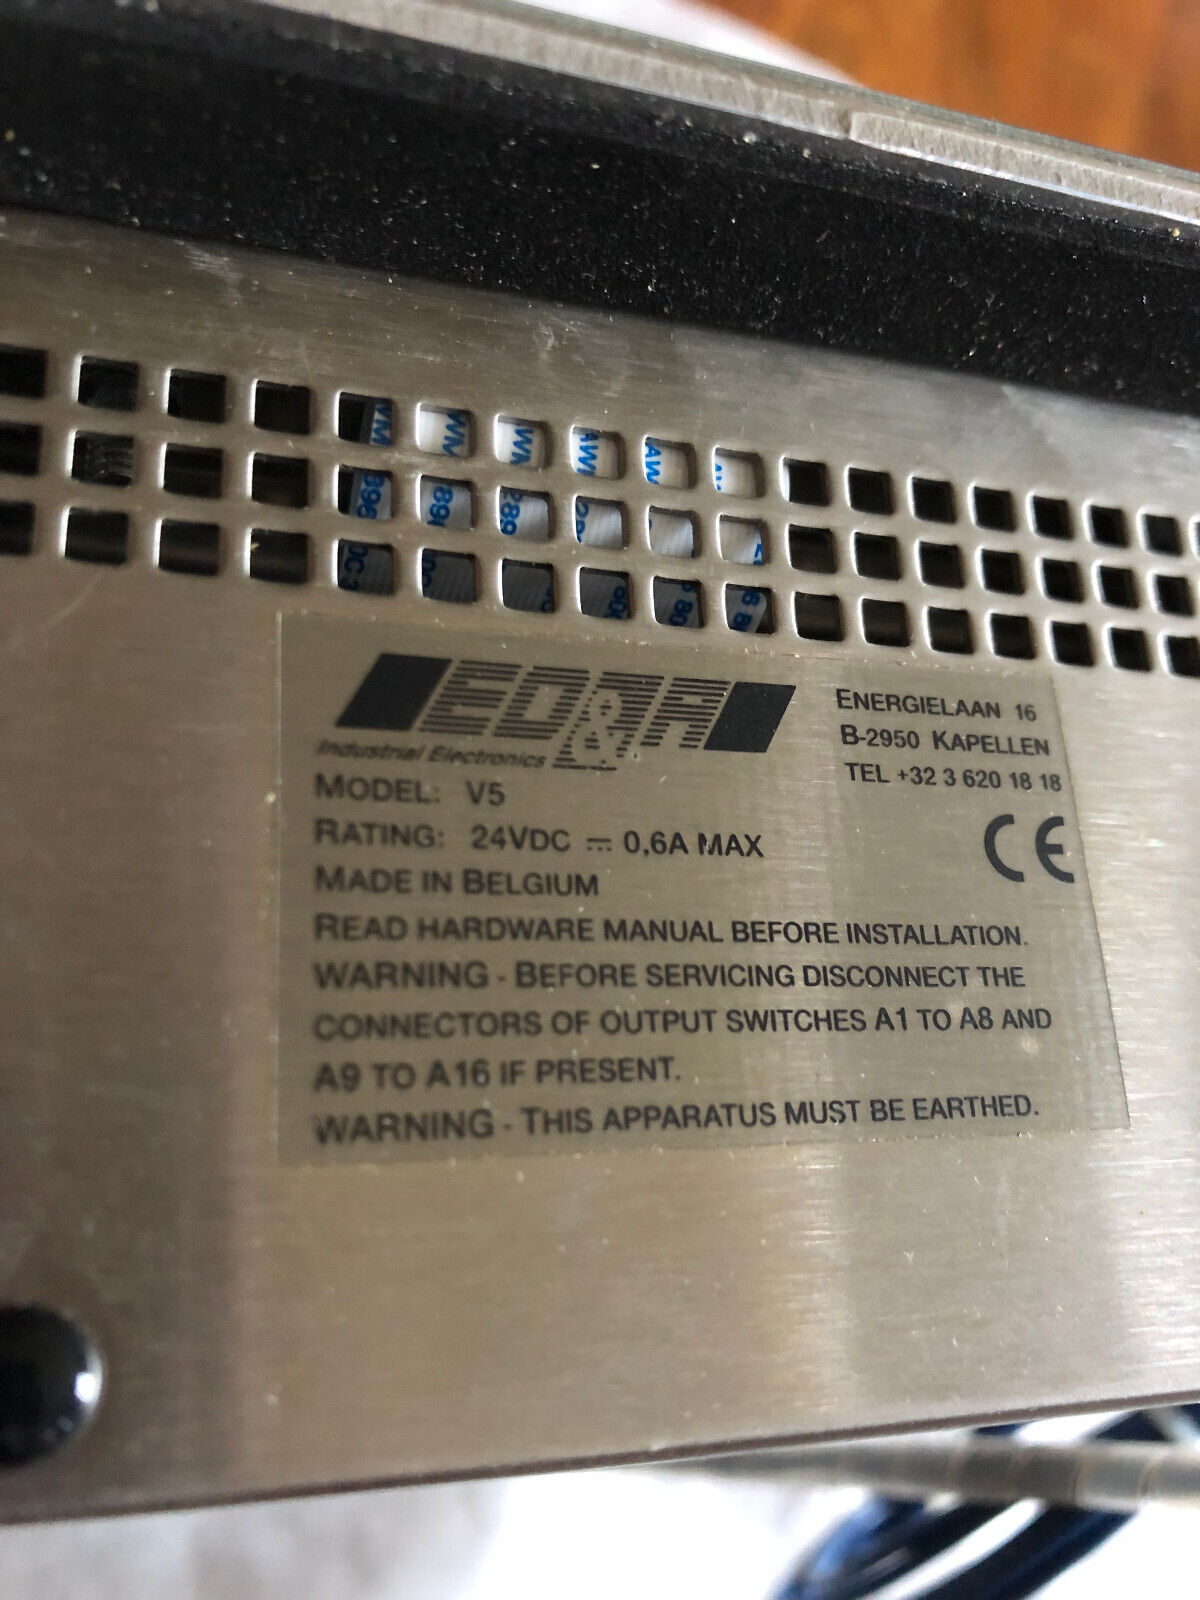 ED&A
Industrial Electronics
ENERGIELAAN 16
B-2950 KAPELLEN
TEL +32 3 620 18 18
MODEL: V5
RATING: 24VDC ⎓ 0,6A MAX
CE
MADE IN BELGIUM
READ HARDWARE MANUAL BEFORE INSTALLATION.
WARNING - BEFORE SERVICING DISCONNECT THE
CONNECTORS OF OUTPUT SWITCHES A1 TO A8 AND
A9 TO A16 IF PRESENT.
WARNING - THIS APPARATUS MUST BE EARTHED.